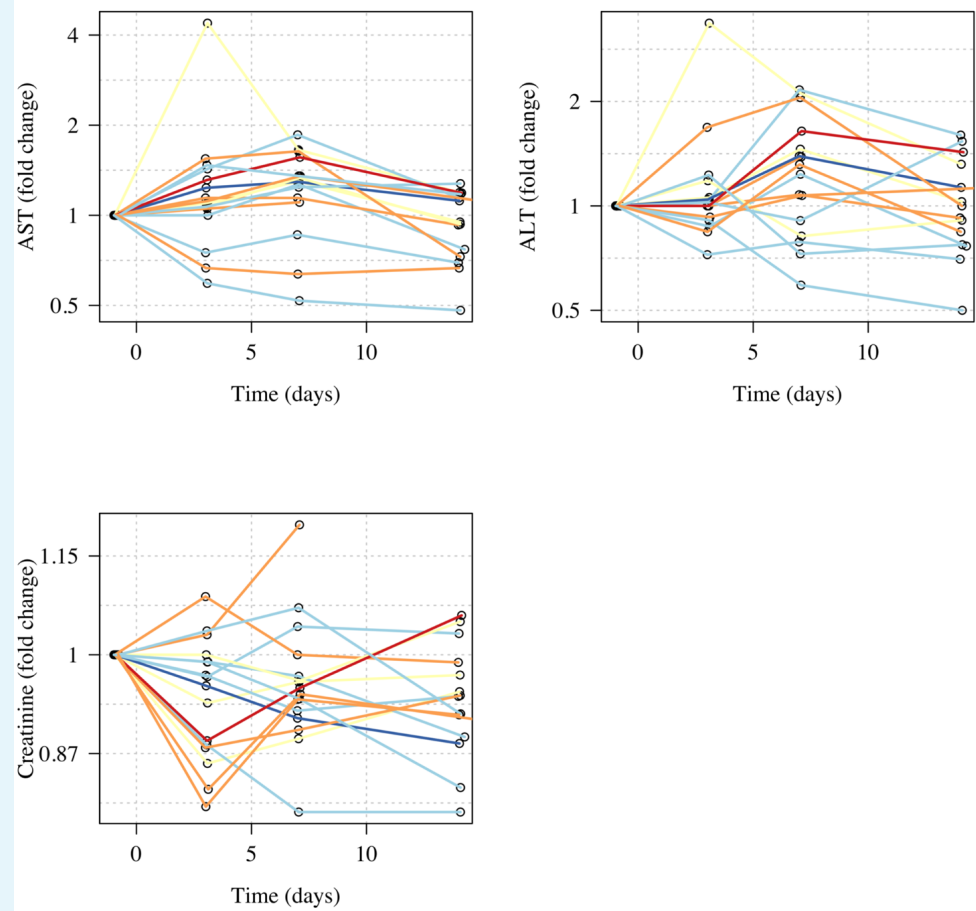 AST (fold change)
4
2
1
0.5
0 5 10
Time (days)
ALT (fold change)
2
1
0.5
0 5 10
Time (days)
Creatinine (fold change)
1.15
1
0.87
0 5 10
Time (days)